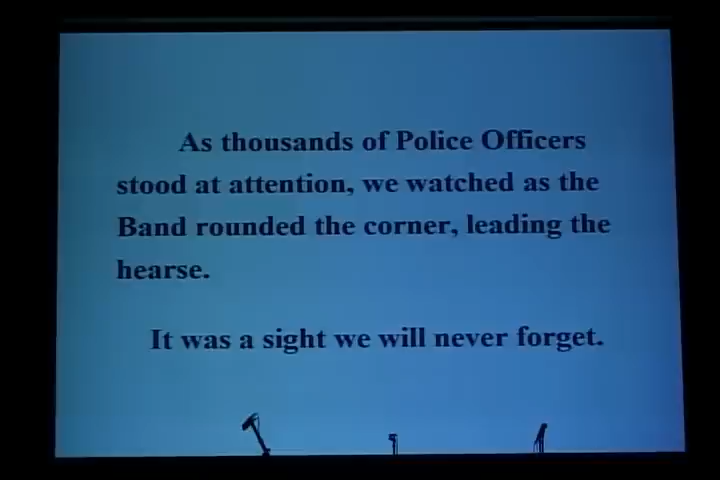 As thousands of Police Officers
stood at attention, we watched as the
Band rounded the corner, leading the
hearse.
It was a sight we will never forget.